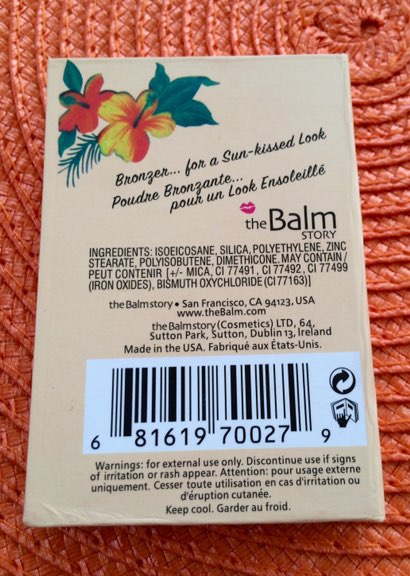 Bronzer... for a Sun-kissed Look
Poudre Bronzante...
pour un Look Ensoleillé
theBalm
STORY
INGREDIENTS: ISOEICOSANE, SILICA, POLYETHYLENE, ZINC
STEARATE, POLYISOBUTENE, DIMETHICONE. MAY CONTAIN /
PEUT CONTENIR [+/- MICA, CI 77491, CI 77492, CI 77499
(IRON OXIDES), BISMUTH OXYCHLORIDE (CI77163)]
theBalmstory • San Francisco, CA 94123, USA
www.theBalm.com
theBalmstory (Cosmetics) LTD, 64,
Sutton Park, Sutton, Dublin 13, Ireland
Made in the USA. Fabriqué aux États-Unis.
6 81619 70027 9
Warnings: for external use only. Discontinue use if signs
of irritation or rash appear. Attention: pour usage externe
uniquement. Cesser toute utilisation en cas d'irritation ou
d'éruption cutanée.
Keep cool. Garder au froid.